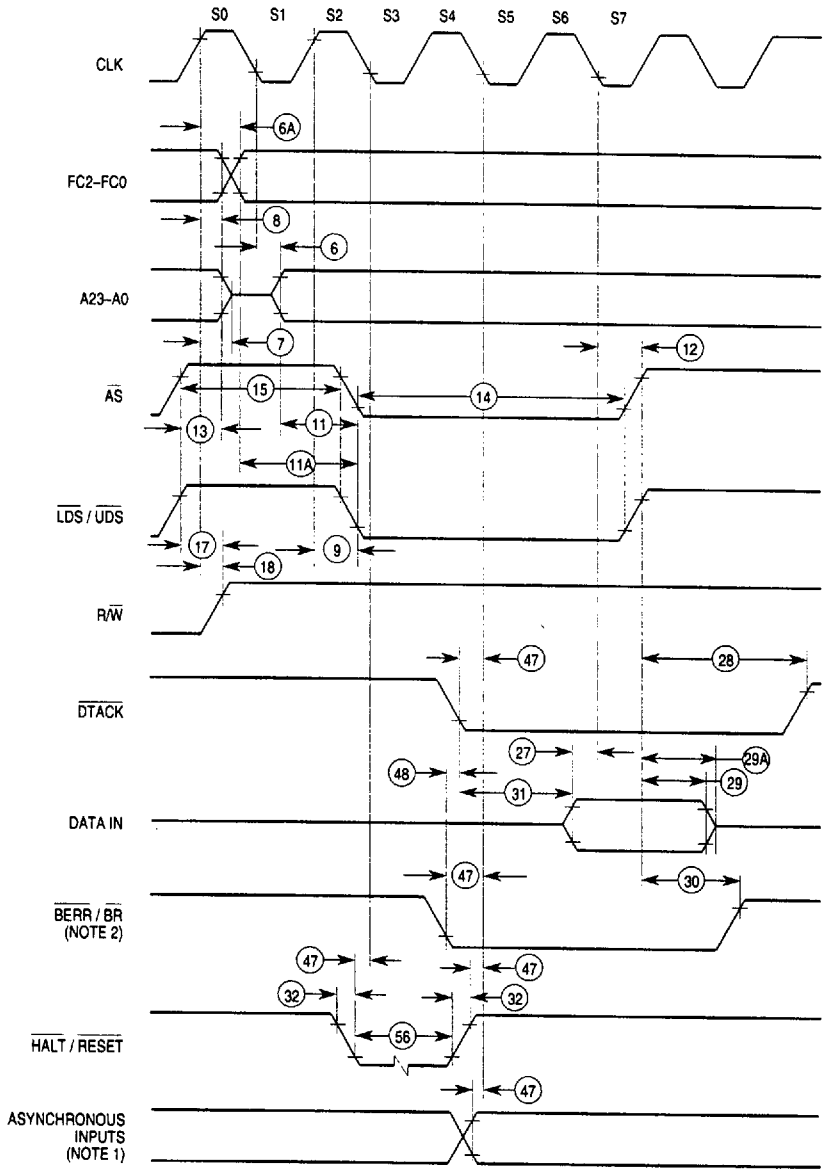 S0 S1 S2 S3 S4 S5 S6 S7
CLK
6A
FC2–FC0
8
6
A23–A0
7
12
AS
15
14
13
11
11A
LDS / UDS
17
9
18
R/W
47
28
DTACK
27
29A
48
29
31
DATA IN
47
30
BERR / BR
(NOTE 2)
47
47
32
32
56
HALT / RESET
47
ASYNCHRONOUS
INPUTS
(NOTE 1)